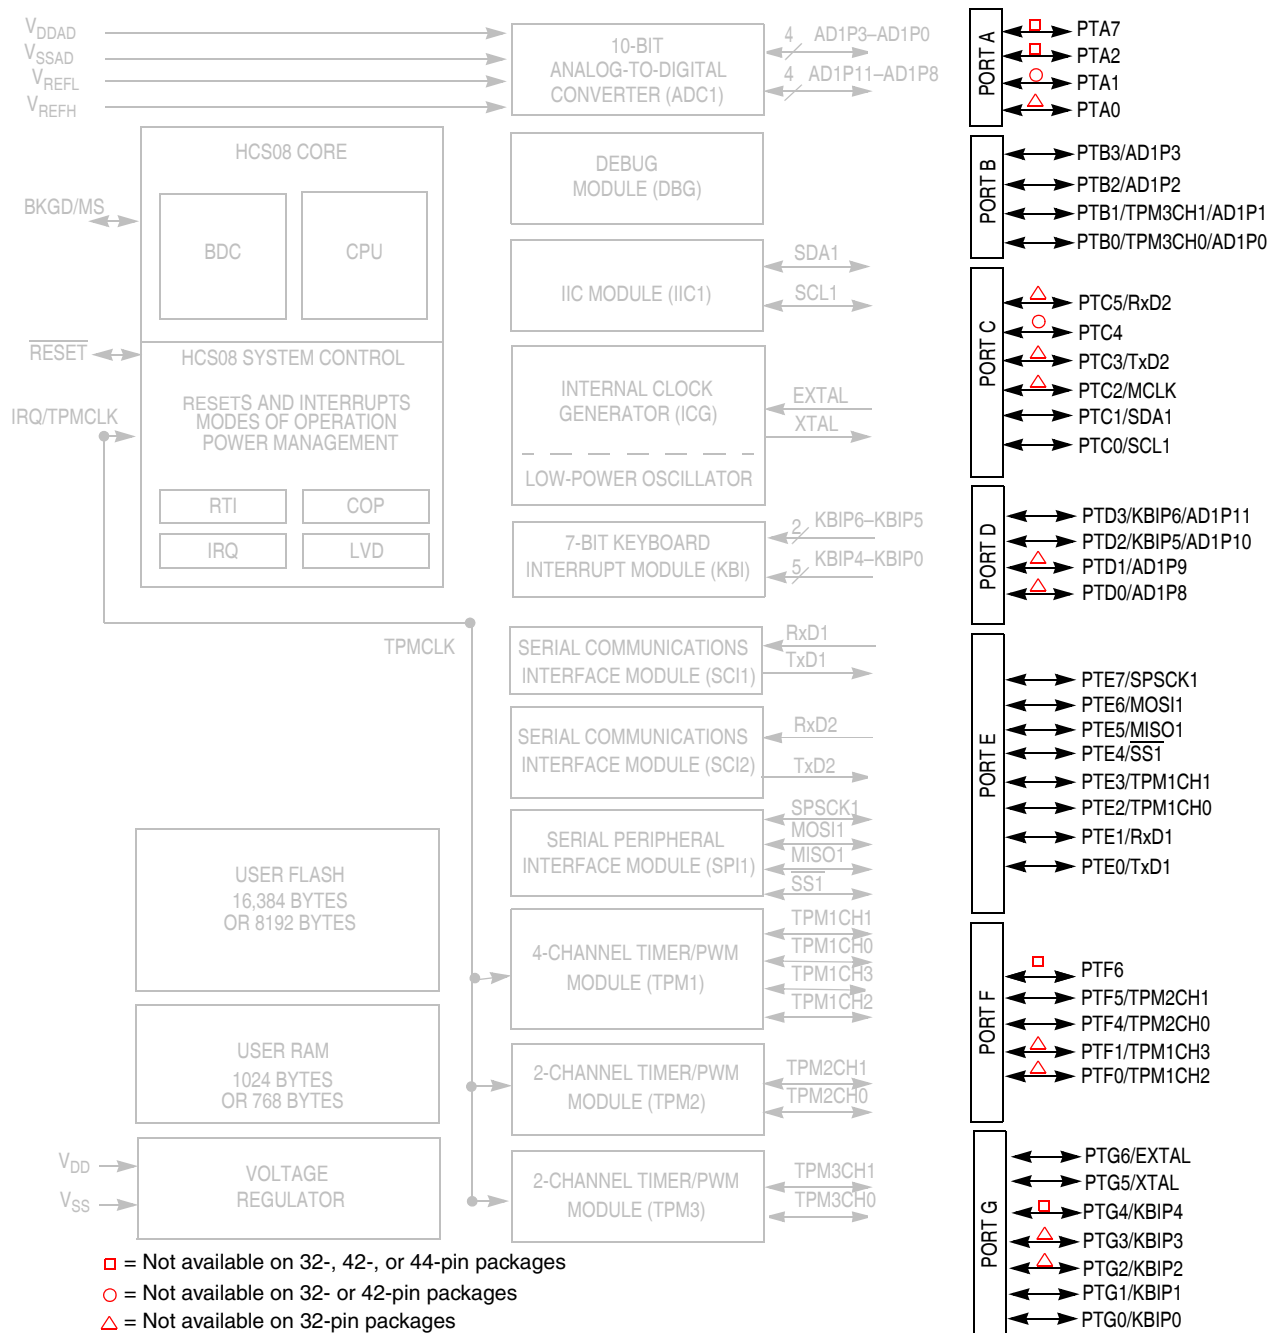 VDDAD
VSSAD
VREFL
VREFH
10-BIT
ANALOG-TO-DIGITAL
CONVERTER (ADC1)
4 AD1P3–AD1P0
4 AD1P11–AD1P8
HCS08 CORE
BDC
CPU
BKGD/MS
RESET
IRQ/TPMCLK
HCS08 SYSTEM CONTROL
RESETS AND INTERRUPTS
MODES OF OPERATION
POWER MANAGEMENT
RTI
COP
IRQ
LVD
TPMCLK
DEBUG
MODULE (DBG)
IIC MODULE (IIC1)
SDA1
SCL1
INTERNAL CLOCK
GENERATOR (ICG)
LOW-POWER OSCILLATOR
EXTAL
XTAL
7-BIT KEYBOARD
INTERRUPT MODULE (KBI)
2 KBIP6–KBIP5
5 KBIP4–KBIP0
SERIAL COMMUNICATIONS
INTERFACE MODULE (SCI1)
RxD1
TxD1
SERIAL COMMUNICATIONS
INTERFACE MODULE (SCI2)
RxD2
TxD2
SERIAL PERIPHERAL
INTERFACE MODULE (SPI1)
SPSCK1
MOSI1
MISO1
SS1
USER FLASH
16,384 BYTES
OR 8192 BYTES
4-CHANNEL TIMER/PWM
MODULE (TPM1)
TPM1CH1
TPM1CH0
TPM1CH3
TPM1CH2
USER RAM
1024 BYTES
OR 768 BYTES
2-CHANNEL TIMER/PWM
MODULE (TPM2)
TPM2CH1
TPM2CH0
VDD
VSS
VOLTAGE
REGULATOR
2-CHANNEL TIMER/PWM
MODULE (TPM3)
TPM3CH1
TPM3CH0
PORT A
PTA7
PTA2
PTA1
PTA0
PORT B
PTB3/AD1P3
PTB2/AD1P2
PTB1/TPM3CH1/AD1P1
PTB0/TPM3CH0/AD1P0
PORT C
PTC5/RxD2
PTC4
PTC3/TxD2
PTC2/MCLK
PTC1/SDA1
PTC0/SCL1
PORT D
PTD3/KBIP6/AD1P11
PTD2/KBIP5/AD1P10
PTD1/AD1P9
PTD0/AD1P8
PORT E
PTE7/SPSCK1
PTE6/MOSI1
PTE5/MISO1
PTE4/SS1
PTE3/TPM1CH1
PTE2/TPM1CH0
PTE1/RxD1
PTE0/TxD1
PORT F
PTF6
PTF5/TPM2CH1
PTF4/TPM2CH0
PTF1/TPM1CH3
PTF0/TPM1CH2
PORT G
PTG6/EXTAL
PTG5/XTAL
PTG4/KBIP4
PTG3/KBIP3
PTG2/KBIP2
PTG1/KBIP1
PTG0/KBIP0
= Not available on 32-, 42-, or 44-pin packages
= Not available on 32- or 42-pin packages
= Not available on 32-pin packages